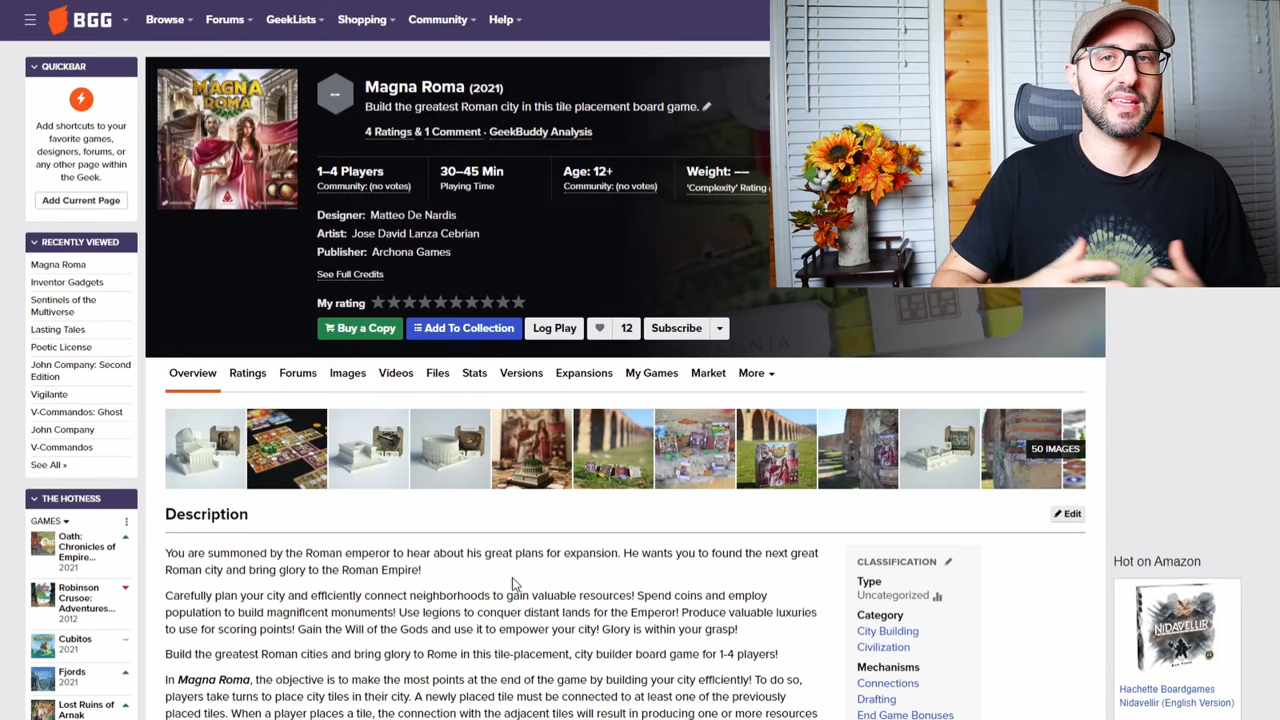 BGG
Browse
Forums
GeekLists
Shopping
Community
Help
QUICKBAR
Add shortcuts to your
favorite games,
designers, forums, or
any other page within
the Geek.
Add Current Page
RECENTLY VIEWED
Magna Roma
Inventor Gadgets
Sentinels of the
Multiverse
Lasting Tales
Poetic License
John Company: Second
Edition
Vigilante
V-Commandos: Ghost
John Company
V-Commandos
See All »
THE HOTNESS
GAMES
Oath:
Chronicles of
Empire...
2021
Robinson
Crusoe:
Adventures...
2012
Cubitos
2021
Fjords
2021
Lost Ruins of
Arnak
MAGNA
ROMA
Magna Roma (2021)
Build the greatest Roman city in this tile placement board game.
4 Ratings & 1 Comment · GeekBuddy Analysis
1–4 Players
Community: (no votes)
30–45 Min
Playing Time
Age: 12+
Community: (no votes)
Weight: --
'Complexity' Rating
Designer: Matteo De Nardis
Artist: Jose David Lanza Cebrian
Publisher: Archona Games
See Full Credits
My rating
Buy a Copy
Add To Collection
Log Play
12
Subscribe
Overview
Ratings
Forums
Images
Videos
Files
Stats
Versions
Expansions
My Games
Market
More
50 IMAGES
Description
Edit
You are summoned by the Roman emperor to hear about his great plans for expansion. He wants you to found the next great
Roman city and bring glory to the Roman Empire!
Carefully plan your city and efficiently connect neighborhoods to gain valuable resources! Spend coins and employ
population to build magnificent monuments! Use legions to conquer distant lands for the Emperor! Produce valuable luxuries
to use for scoring points! Gain the Will of the Gods and use it to empower your city! Glory is within your grasp!
Build the greatest Roman cities and bring glory to Rome in this tile-placement, city builder board game for 1-4 players!
In Magna Roma, the objective is to make the most points at the end of the game by building your city efficiently! To do so,
players take turns to place city tiles in their city. A newly placed tile must be connected to at least one of the previously
placed tiles. When a player places a tile, the connection with the adjacent tiles will result in producing one or more resources
CLASSIFICATION
Type
Uncategorized
Category
City Building
Civilization
Mechanisms
Connections
Drafting
End Game Bonuses
Hot on Amazon
NIDAVELLIR
Hachette Boardgames
Nidavellir (English Version)